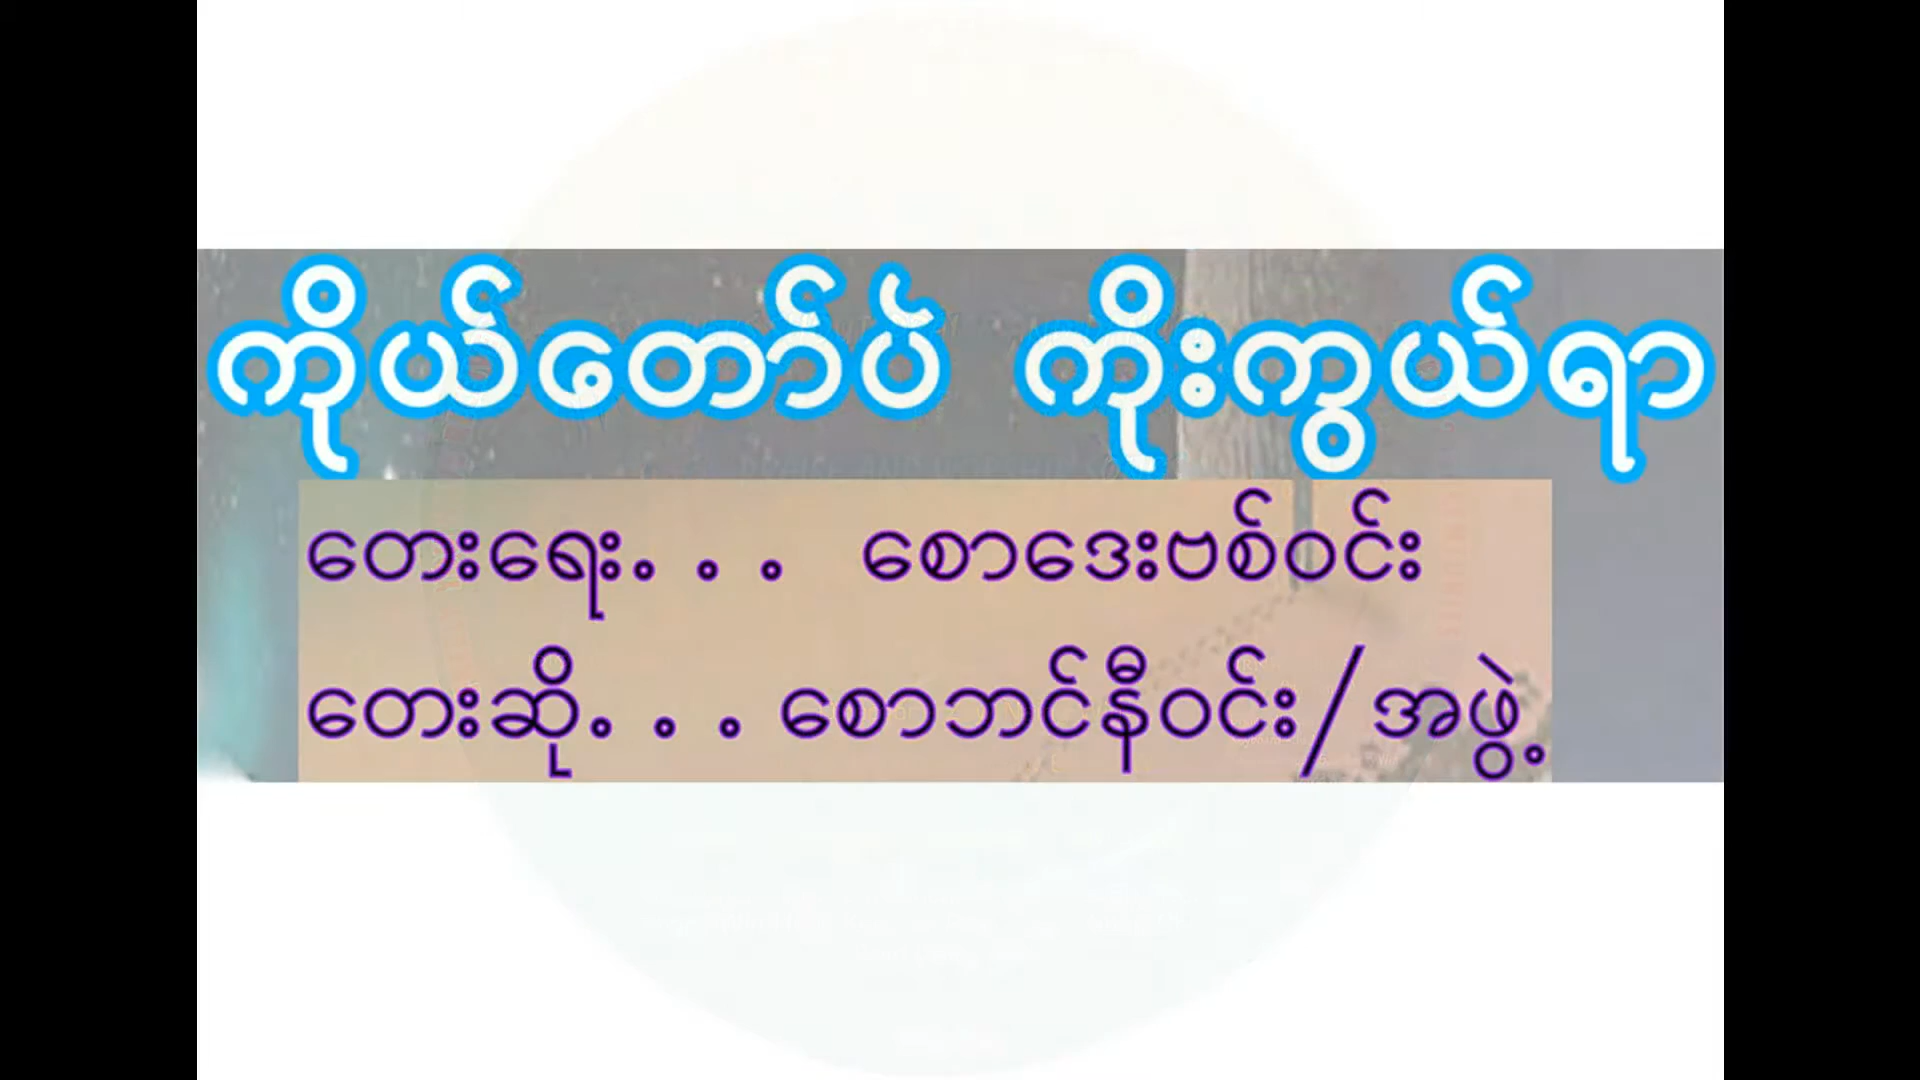 ကိုယ်တော်ပဲ ကိုးကွယ်ရာ
တေးရေး. . . စောဒေးဗစ်ဝင်း
တေးဆို. . . စောဘင်နီဝင်း/အဖွဲ့